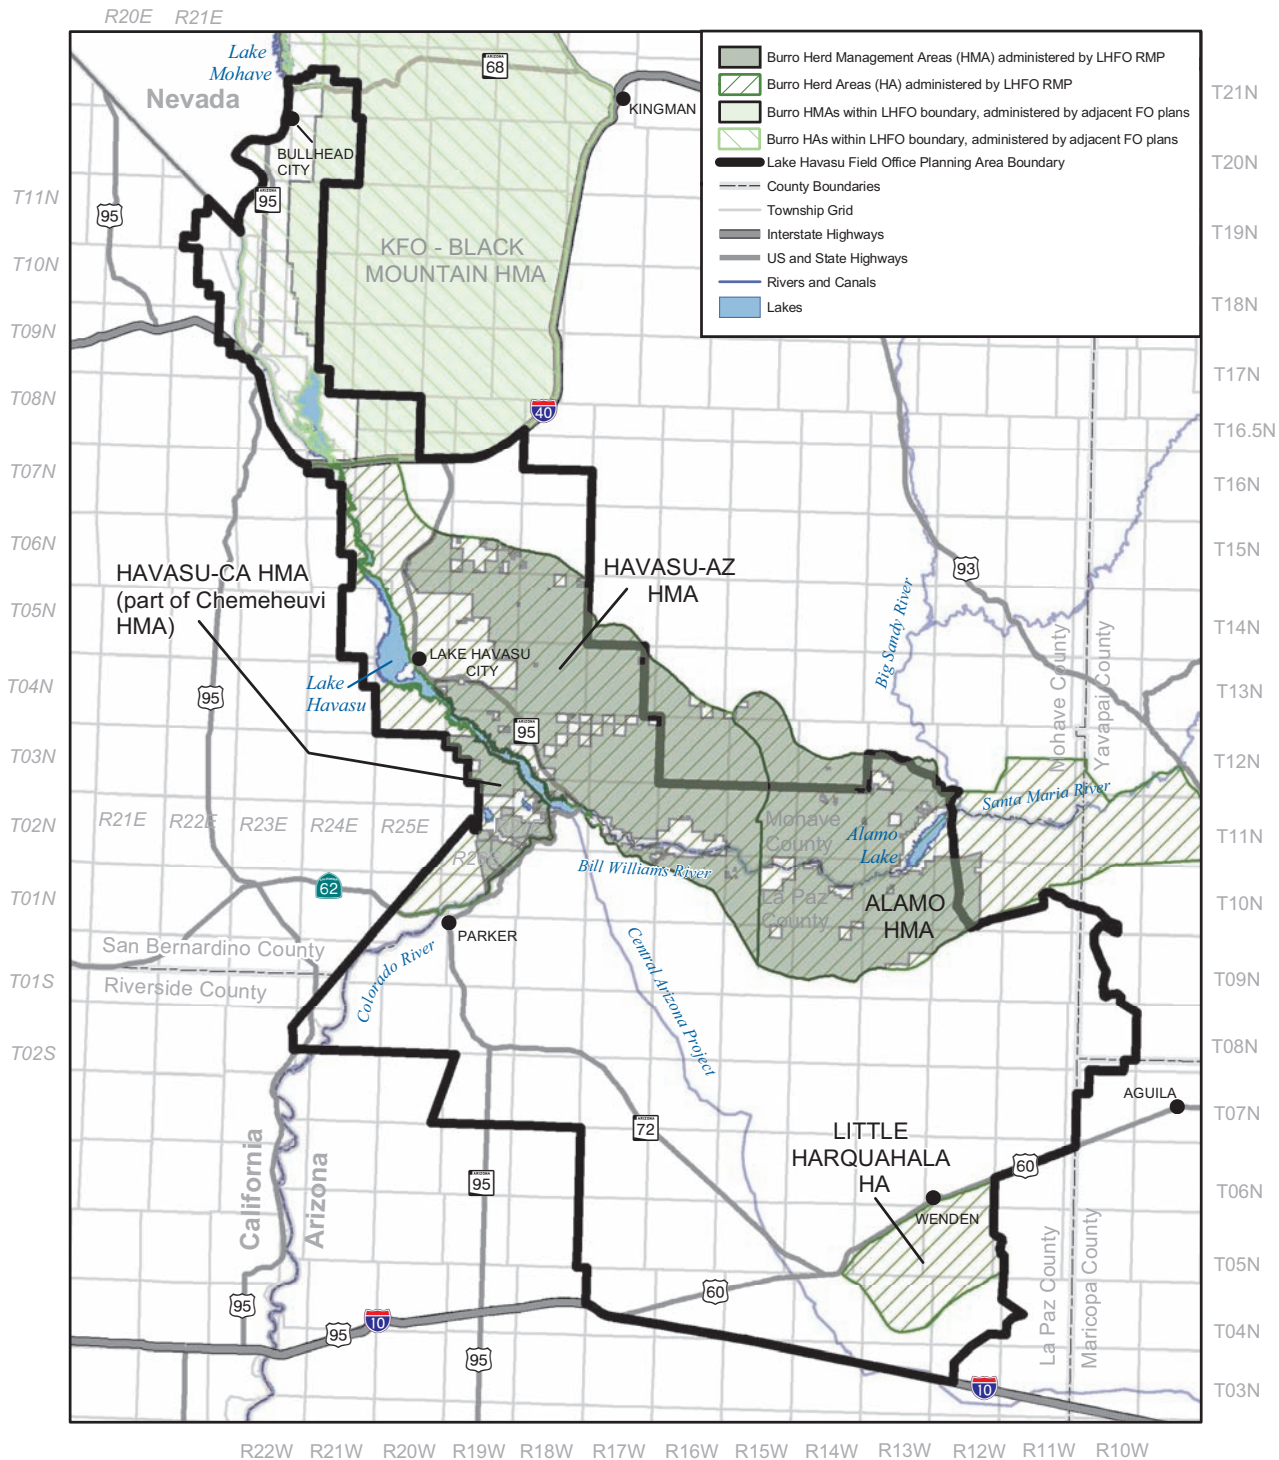 R20E
R21E
Lake
Mohave
Nevada
ARIZONA
68
KINGMAN
BULLHEAD
CITY
ARIZONA
95
95
KFO - BLACK
MOUNTAIN HMA
Burro Herd Management Areas (HMA) administered by LHFO RMP
Burro Herd Areas (HA) administered by LHFO RMP
Burro HMAs within LHFO boundary, administered by adjacent FO plans
Burro HAs within LHFO boundary, administered by adjacent FO plans
Lake Havasu Field Office Planning Area Boundary
County Boundaries
Township Grid
Interstate Highways
US and State Highways
Rivers and Canals
Lakes
T21N
T20N
T19N
T18N
T17N
T16.5N
T16N
T15N
T14N
T13N
T12N
T11N
T10N
T09N
T08N
T07N
T06N
T05N
T04N
T03N
T11N
T10N
T09N
T08N
T07N
T06N
T05N
T04N
T03N
T02N
T01N
T01S
T02S
40
93
HAVASU-CA HMA
(part of Chemeheuvi
HMA)
HAVASU-AZ
HMA
LAKE HAVASU
CITY
Lake
Havasu
95
ARIZONA
95
Big Sandy River
Mohave County
Yavapai County
Santa Maria River
R21E
R22E
R23E
R24E
R25E
Mohave
County
Alamo
Lake
Bill Williams River
La Paz
County
ALAMO
HMA
62
PARKER
San Bernardino County
Riverside County
Colorado River
Central Arizona Project
AGUILA
ARIZONA
72
LITTLE
HARQUAHALA
HA
60
WENDEN
California
Arizona
ARIZONA
95
La Paz County
Maricopa County
60
95
95
10
95
10
R22W
R21W
R20W
R19W
R18W
R17W
R16W
R15W
R14W
R13W
R12W
R11W
R10W